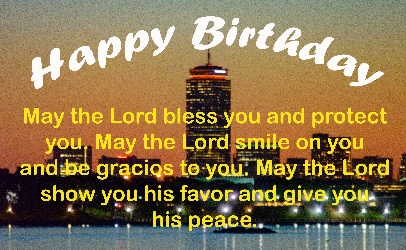 Happy Birthday
May the Lord bless you and protect
you. May the Lord smile on you
and be gracios to you. May the Lord
show you his favor and give you
his peace.